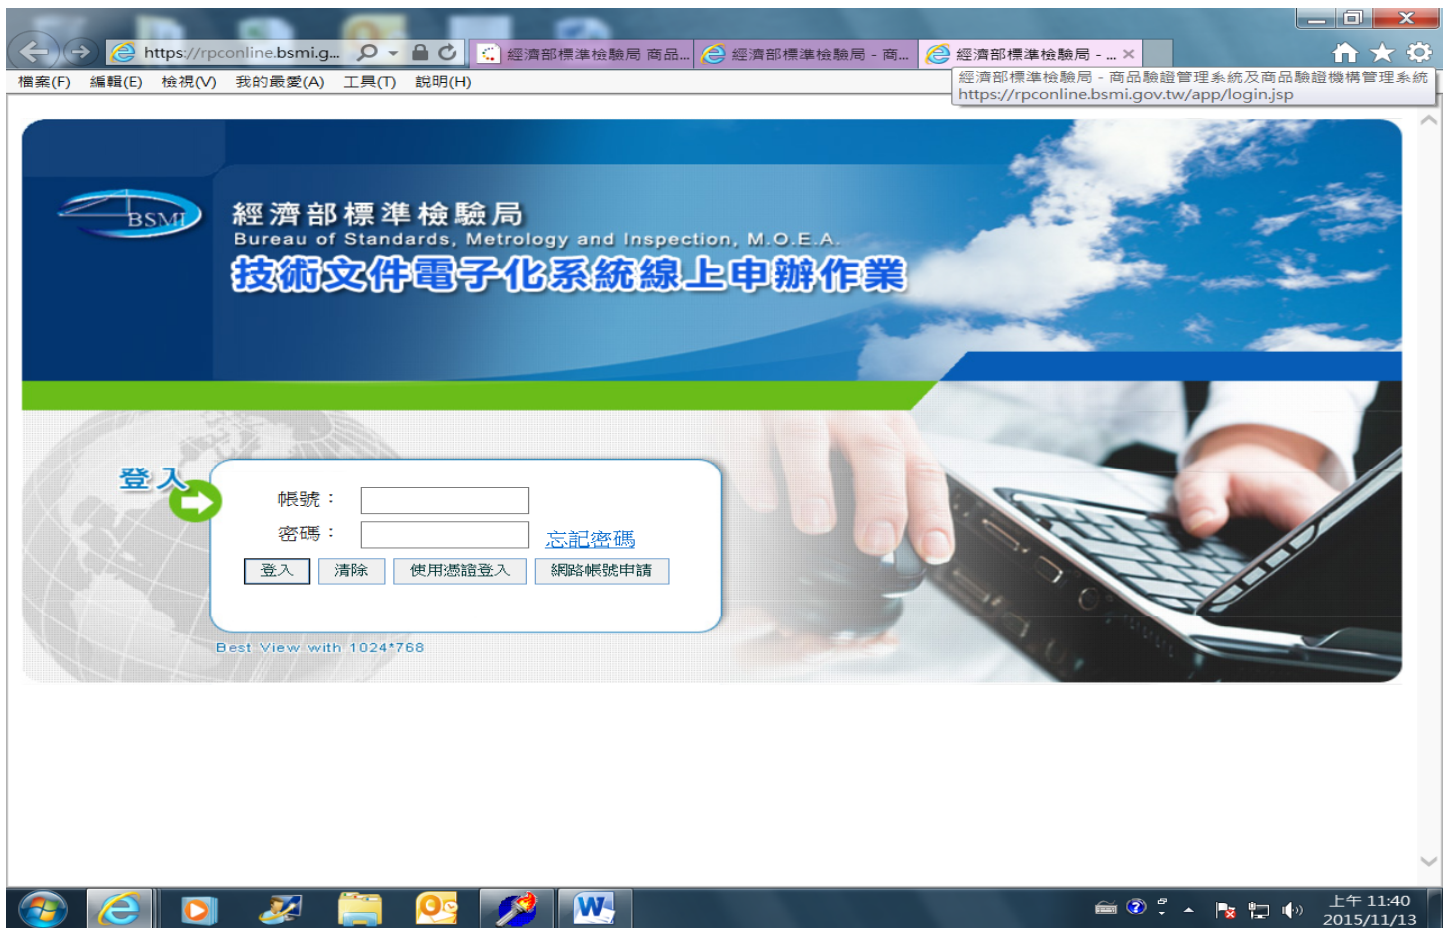 https://rpconline.bsmi.g...
經濟部標準檢驗局 商品...
經濟部標準檢驗局 - 商...
經濟部標準檢驗局 - ...
檔案(F) 編輯(E) 檢視(V) 我的最愛(A) 工具(T) 說明(H)
經濟部標準檢驗局 - 商品驗證管理系統及商品驗證機構管理系統
https://rpconline.bsmi.gov.tw/app/login.jsp
BSMI
經濟部標準檢驗局
Bureau of Standards, Metrology and Inspection, M.O.E.A.
技術文件電子化系統線上申辦作業
登入
帳號：
密碼：
忘記密碼
登入 清除 使用憑證登入 網路帳號申請
Best View with 1024*768
上午 11:40
2015/11/13